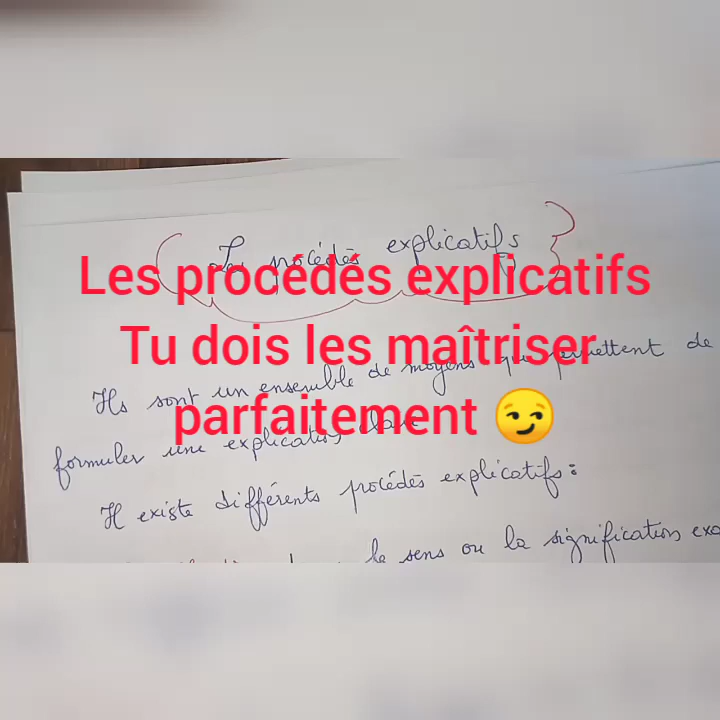 Les procédés explicatifs
Les procédés explicatifs
Tu dois les maîtriser
parfaitement 😏
Ils sont un ensemble de moyens qui permettent de
formuler une explication claire
Il existe différents procédés explicatifs :
le sens ou la signification exa